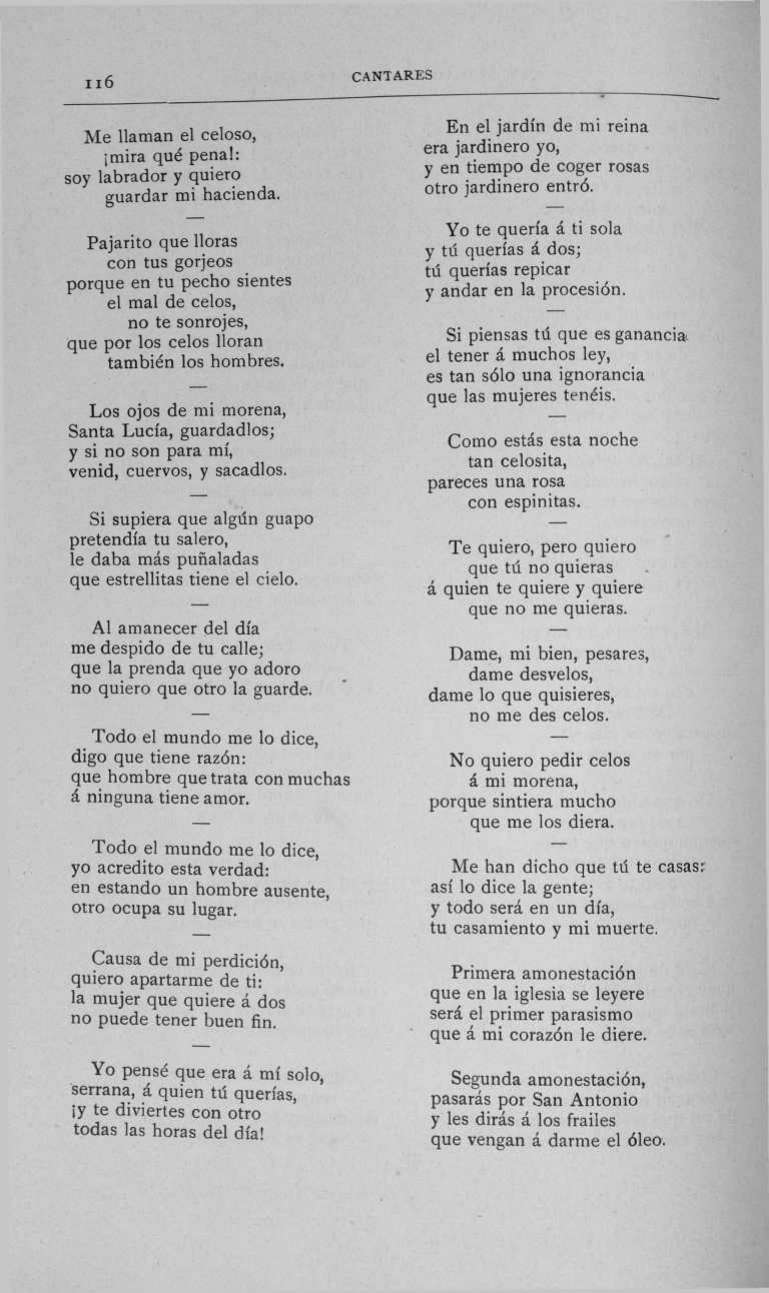 116
CANTARES
Me llaman el celoso,
¡mira qué pena!:
soy labrador y quiero
guardar mi hacienda.
—
Pajarito que lloras
con tus gorjeos
porque en tu pecho sientes
el mal de celos,
no te sonrojes,
que por los celos lloran
también los hombres.
—
Los ojos de mi morena,
Santa Lucía, guardadlos;
y si no son para mí,
venid, cuervos, y sacadlos.
—
Si supiera que algún guapo
pretendía tu salero,
le daba más puñaladas
que estrellitas tiene el cielo.
—
Al amanecer del día
me despido de tu calle;
que la prenda que yo adoro
no quiero que otro la guarde.
—
Todo el mundo me lo dice,
digo que tiene razón:
que hombre que trata con muchas
á ninguna tiene amor.
—
Todo el mundo me lo dice,
yo acredito esta verdad:
en estando un hombre ausente,
otro ocupa su lugar.
—
Causa de mi perdición,
quiero apartarme de ti:
la mujer que quiere á dos
no puede tener buen fin.
—
Yo pensé que era á mí solo,
serrana, á quien tú querías,
¡y te diviertes con otro
todas las horas del día!
En el jardín de mi reina
era jardinero yo,
y en tiempo de coger rosas
otro jardinero entró.
—
Yo te quería á ti sola
y tú querías á dos;
tú querías repicar
y andar en la procesión.
—
Si piensas tú que es ganancia
el tener á muchos ley,
es tan sólo una ignorancia
que las mujeres tenéis.
—
Como estás esta noche
tan celosita,
pareces una rosa
con espinitas.
—
Te quiero, pero quiero
que tú no quieras
á quien te quiere y quiere
que no me quieras.
—
Dame, mi bien, pesares,
dame desvelos,
dame lo que quisieres,
no me des celos.
—
No quiero pedir celos
á mi morena,
porque sintiera mucho
que me los diera.
—
Me han dicho que tú te casas:
así lo dice la gente;
y todo será en un día,
tu casamiento y mi muerte.
Primera amonestación
que en la iglesia se leyere
será el primer parasismo
que á mi corazón le diere.
Segunda amonestación,
pasarás por San Antonio
y les dirás á los frailes
que vengan á darme el óleo.